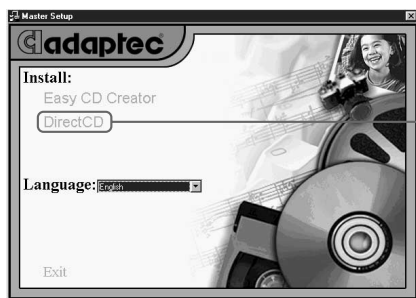 Master Setup
adaptec
Install:
Easy CD Creator
DirectCD
Language: English
Exit